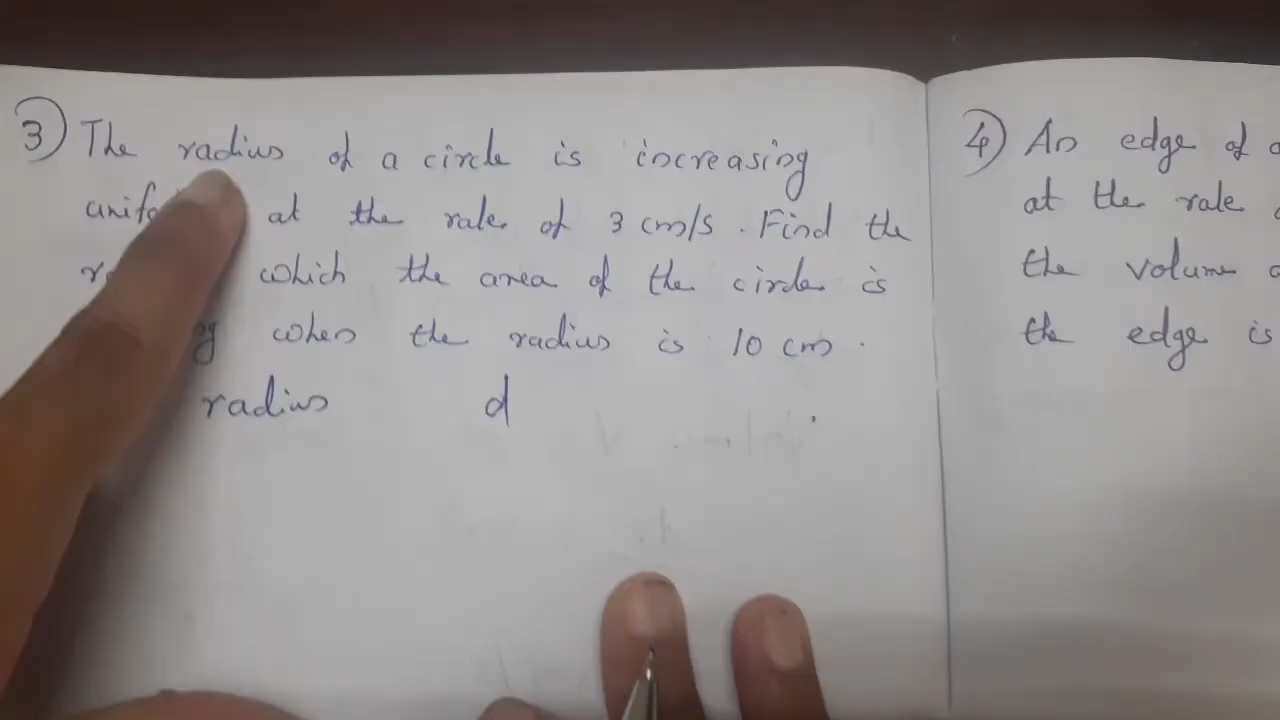 3 The radius of a circle is increasing
at the rate of 3 cm/s. Find the
which the area of the circle is
when the radius is 10 cm.
radius d
4 An edge of
at the rate
the volume
the edge is